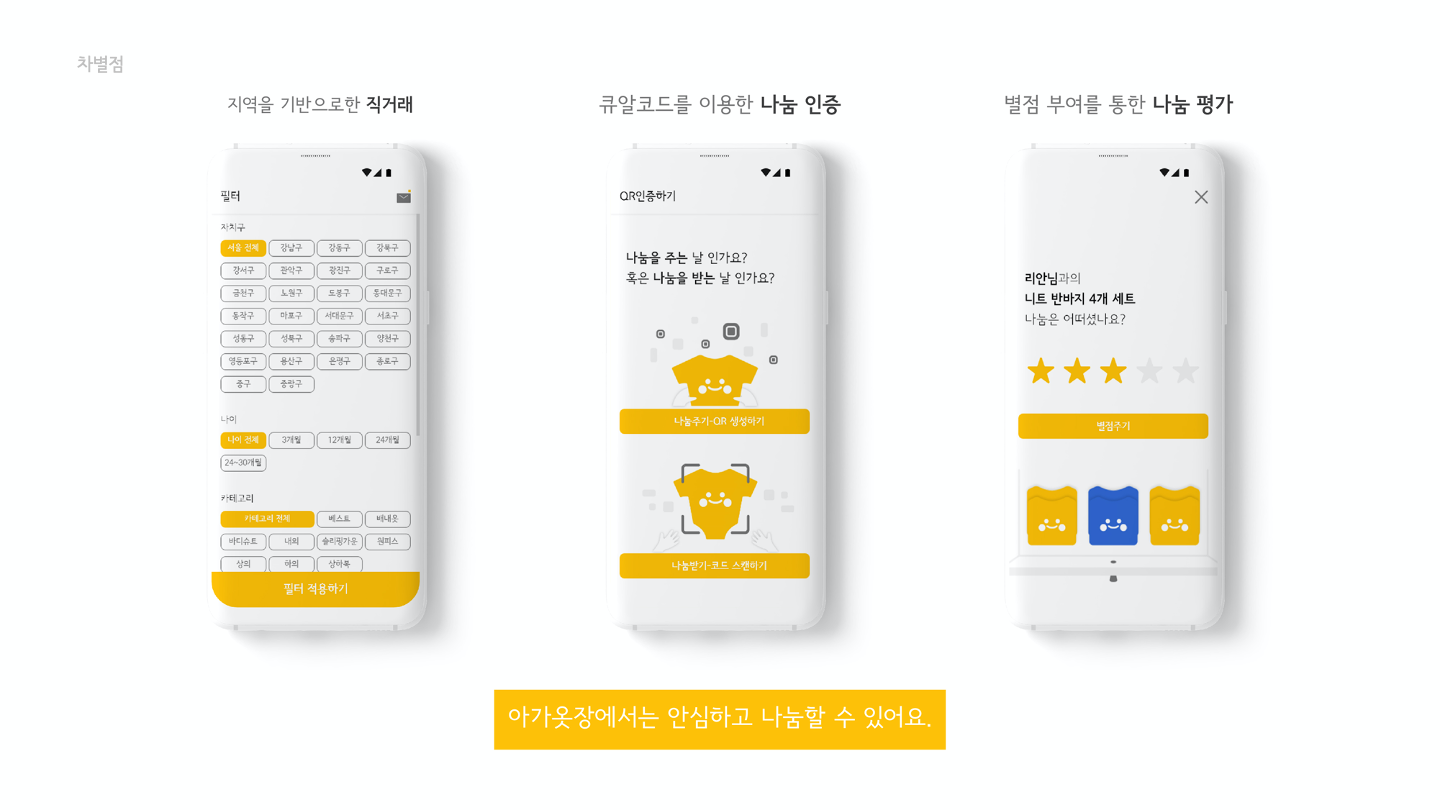 차별점
지역을 기반으로한 직거래
필터
자치구
서울 전체 강남구 강동구 강북구
강서구 관악구 광진구 구로구
금천구 노원구 도봉구 동대문구
동작구 마포구 서대문구 서초구
성동구 성북구 송파구 양천구
영등포구 용산구 은평구 종로구
중구 중랑구
나이
나이 전체 3개월 12개월 24개월
24~30개월
카테고리
카테고리 전체 베스트 배내옷
바디슈트 내의 슬리핑가운 원피스
상의 하의 상하복
필터 적용하기
큐알코드를 이용한 나눔 인증
QR인증하기
나눔을 주는 날 인가요?
혹은 나눔을 받는 날 인가요?
나눔주기-QR 생성하기
나눔받기-코드 스캔하기
별점 부여를 통한 나눔 평가
리안님과의
니트 반바지 4개 세트
나눔은 어떠셨나요?
별점주기
아가옷장에서는 안심하고 나눔할 수 있어요.